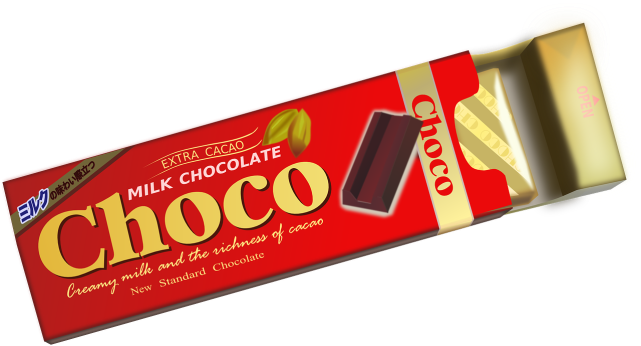 ミルクの味わい際立つ
EXTRA CACAO
MILK CHOCOLATE
Choco
Creamy milk and the richness of cacao
New Standard Chocolate
Choco
OPEN